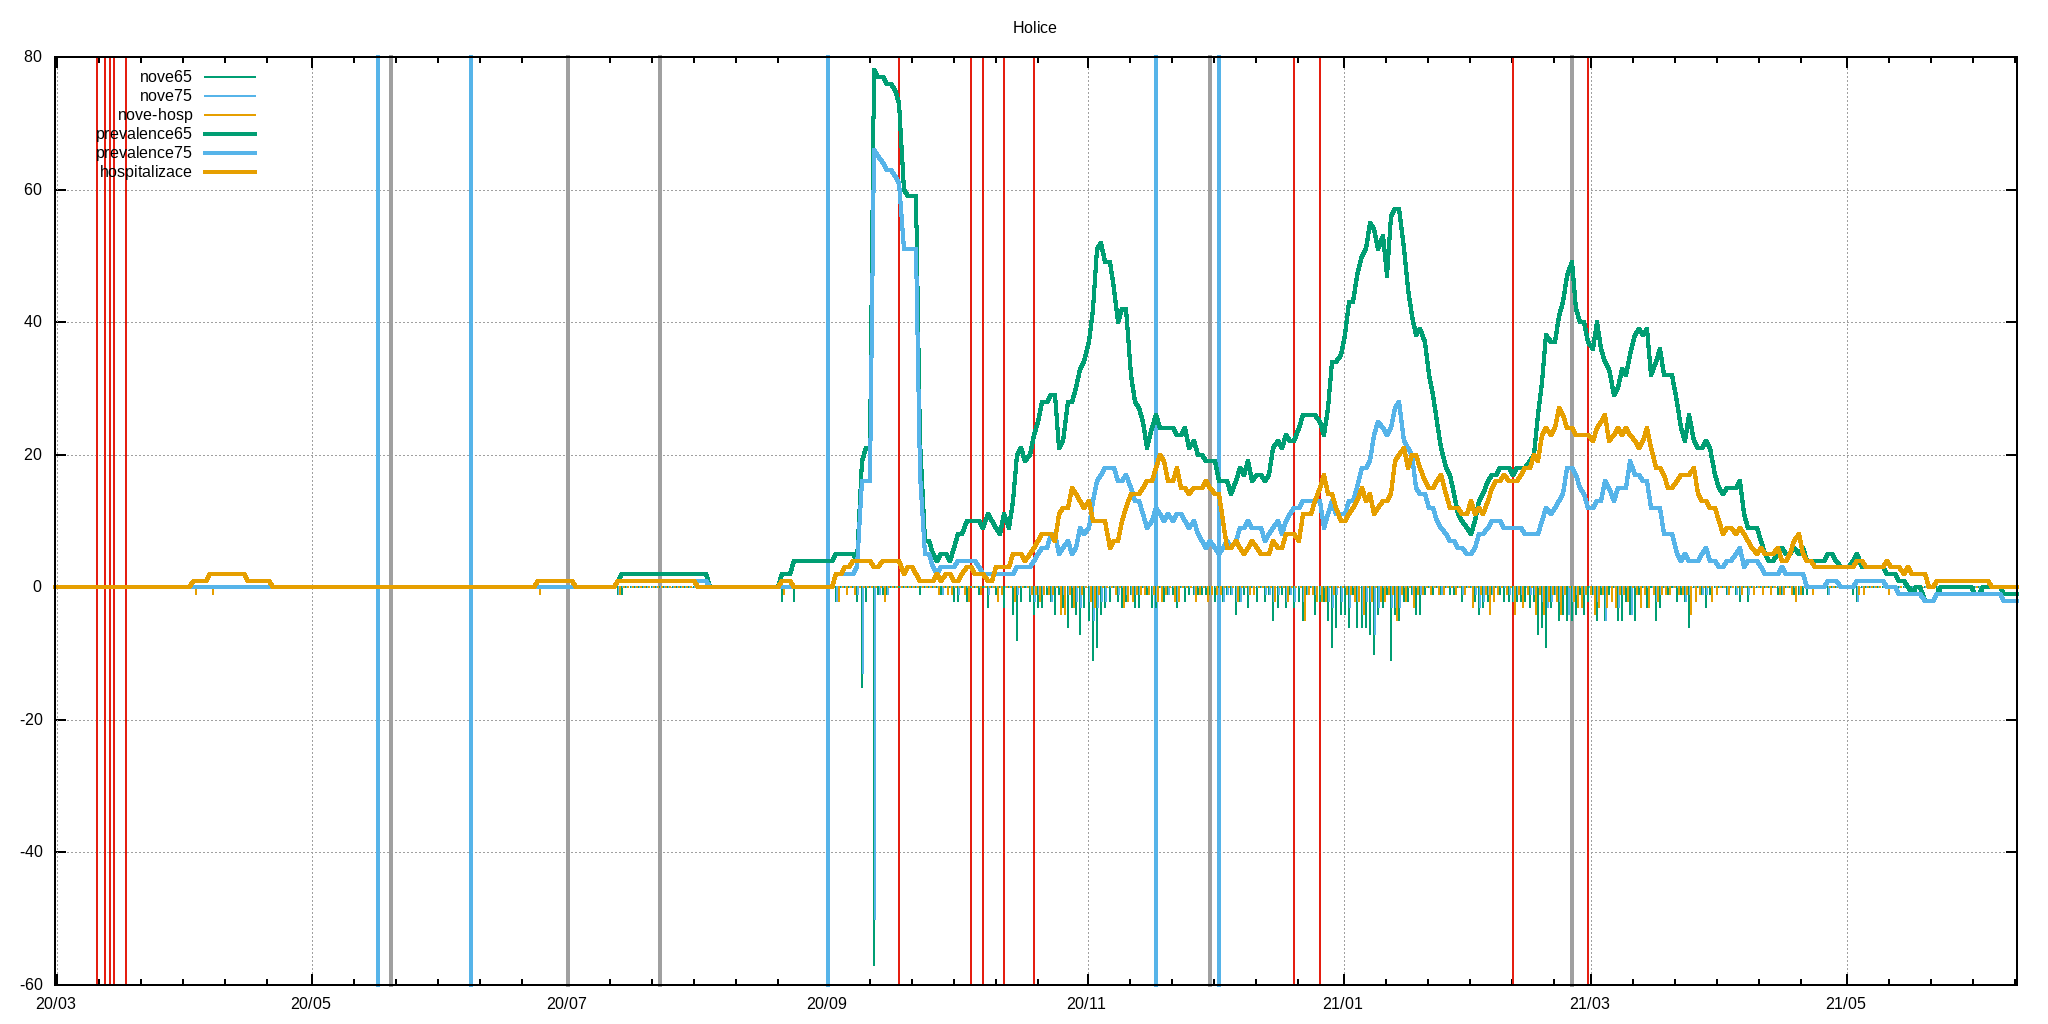 Holice
80
60
40
20
0
-20
-40
-60
nove65
nove75
nove-hosp
prevalence65
prevalence75
hospitalizace
20/03 20/05 20/07 20/09 20/11 21/01 21/03 21/05